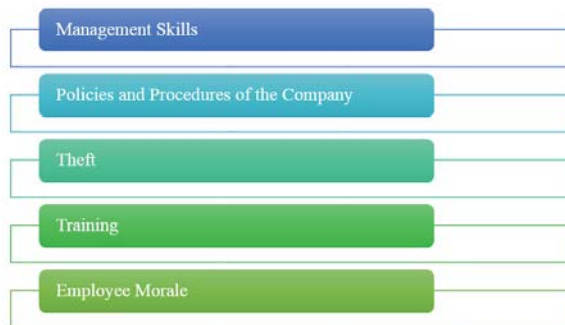 Management Skills
Policies and Procedures of the Company
Theft
Training
Employee Morale